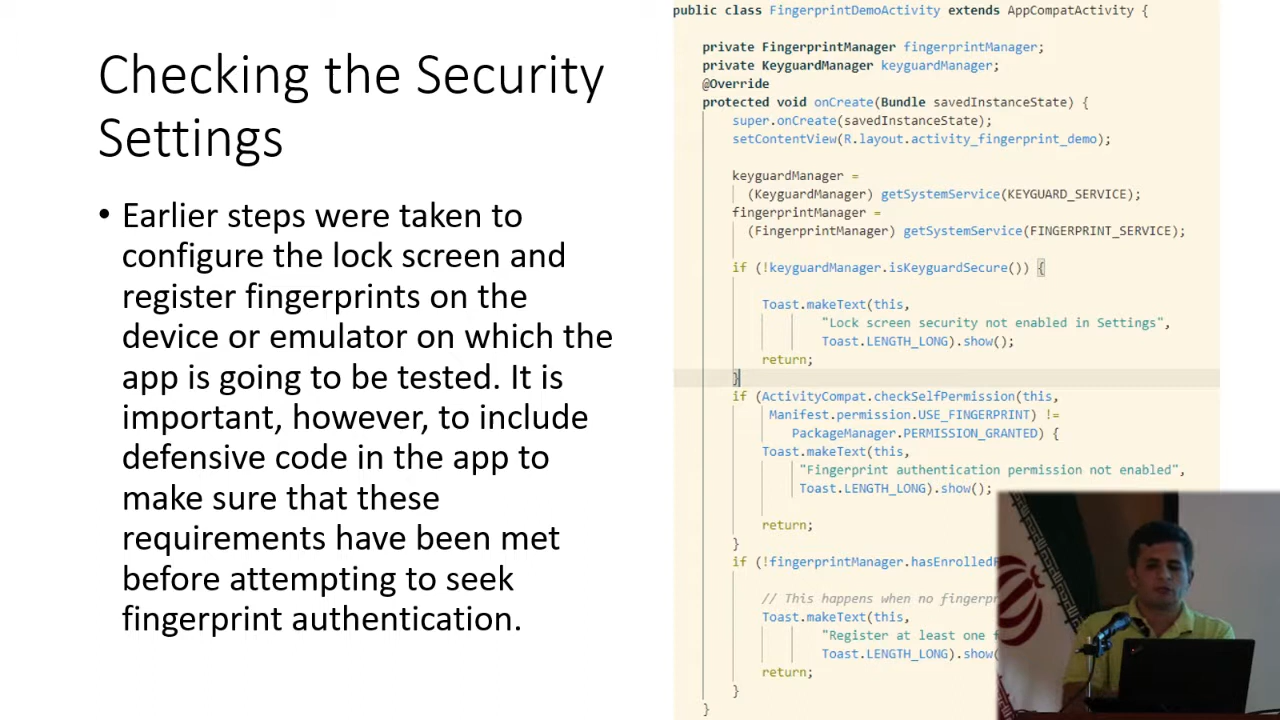 Checking the Security
Settings
• Earlier steps were taken to
configure the lock screen and
register fingerprints on the
device or emulator on which the
app is going to be tested. It is
important, however, to include
defensive code in the app to
make sure that these
requirements have been met
before attempting to seek
fingerprint authentication.
public class FingerprintDemoActivity extends AppCompatActivity {
private FingerprintManager fingerprintManager;
private KeyguardManager keyguardManager;
@Override
protected void onCreate(Bundle savedInstanceState) {
super.onCreate(savedInstanceState);
setContentView(R.layout.activity_fingerprint_demo);
keyguardManager =
(KeyguardManager) getSystemService(KEYGUARD_SERVICE);
fingerprintManager =
(FingerprintManager) getSystemService(FINGERPRINT_SERVICE);
if (!keyguardManager.isKeyguardSecure()) {
Toast.makeText(this,
"Lock screen security not enabled in Settings",
Toast.LENGTH_LONG).show();
return;
}
if (ActivityCompat.checkSelfPermission(this,
Manifest.permission.USE_FINGERPRINT) !=
PackageManager.PERMISSION_GRANTED) {
Toast.makeText(this,
"Fingerprint authentication permission not enabled",
Toast.LENGTH_LONG).show();
return;
}
if (!fingerprintManager.hasEnrolled
// This happens when no fingerpr
Toast.makeText(this,
"Register at least one f
Toast.LENGTH_LONG).show(
return;
}
}